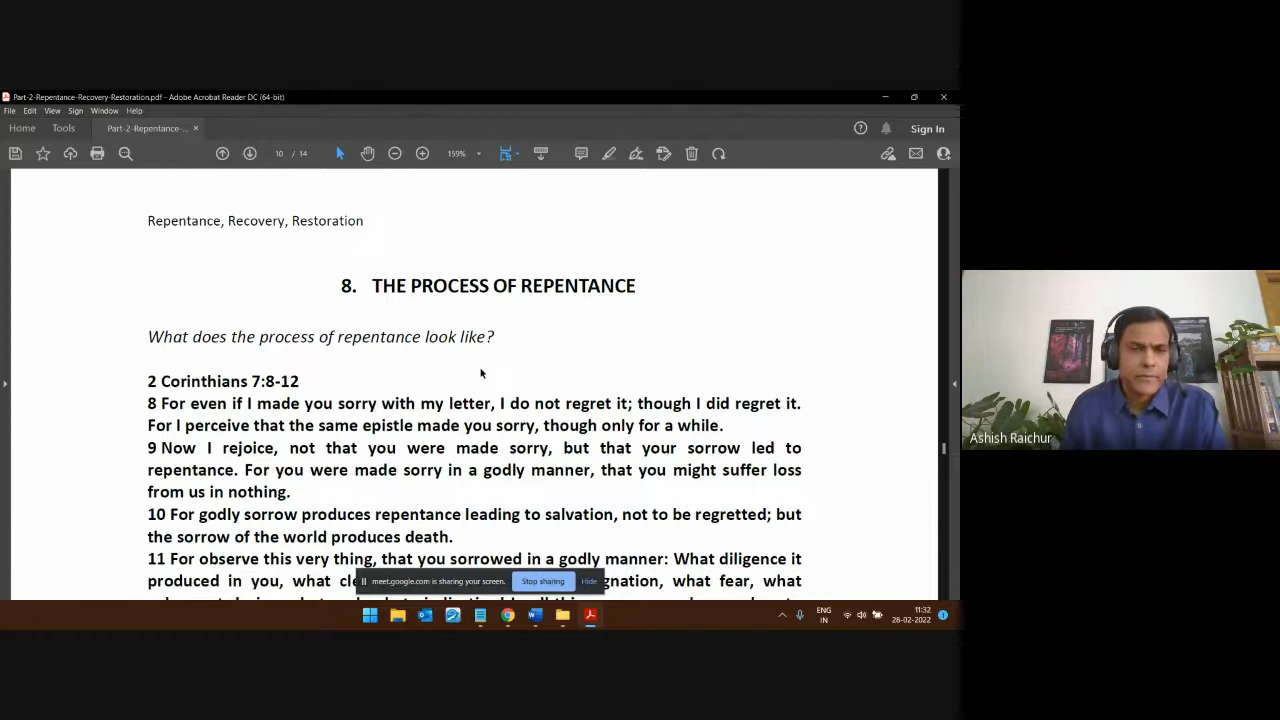 Part-2-Repentance-Recovery-Restoration.pdf - Adobe Acrobat Reader DC (64-bit)
File Edit View Sign Window Help
Home Tools Part-2-Repentance-... × Sign In
10 / 14 159%
Repentance, Recovery, Restoration
8. THE PROCESS OF REPENTANCE
What does the process of repentance look like?
2 Corinthians 7:8-12
8 For even if I made you sorry with my letter, I do not regret it; though I did regret it.
For I perceive that the same epistle made you sorry, though only for a while.
9 Now I rejoice, not that you were made sorry, but that your sorrow led to
repentance. For you were made sorry in a godly manner, that you might suffer loss
from us in nothing.
10 For godly sorrow produces repentance leading to salvation, not to be regretted; but
the sorrow of the world produces death.
11 For observe this very thing, that you sorrowed in a godly manner: What diligence it
produced in you, what what fear, what
meet.google.com is sharing your screen. Stop sharing Hide
Ashish Raichur
ENG
IN
11:32
28-02-2022